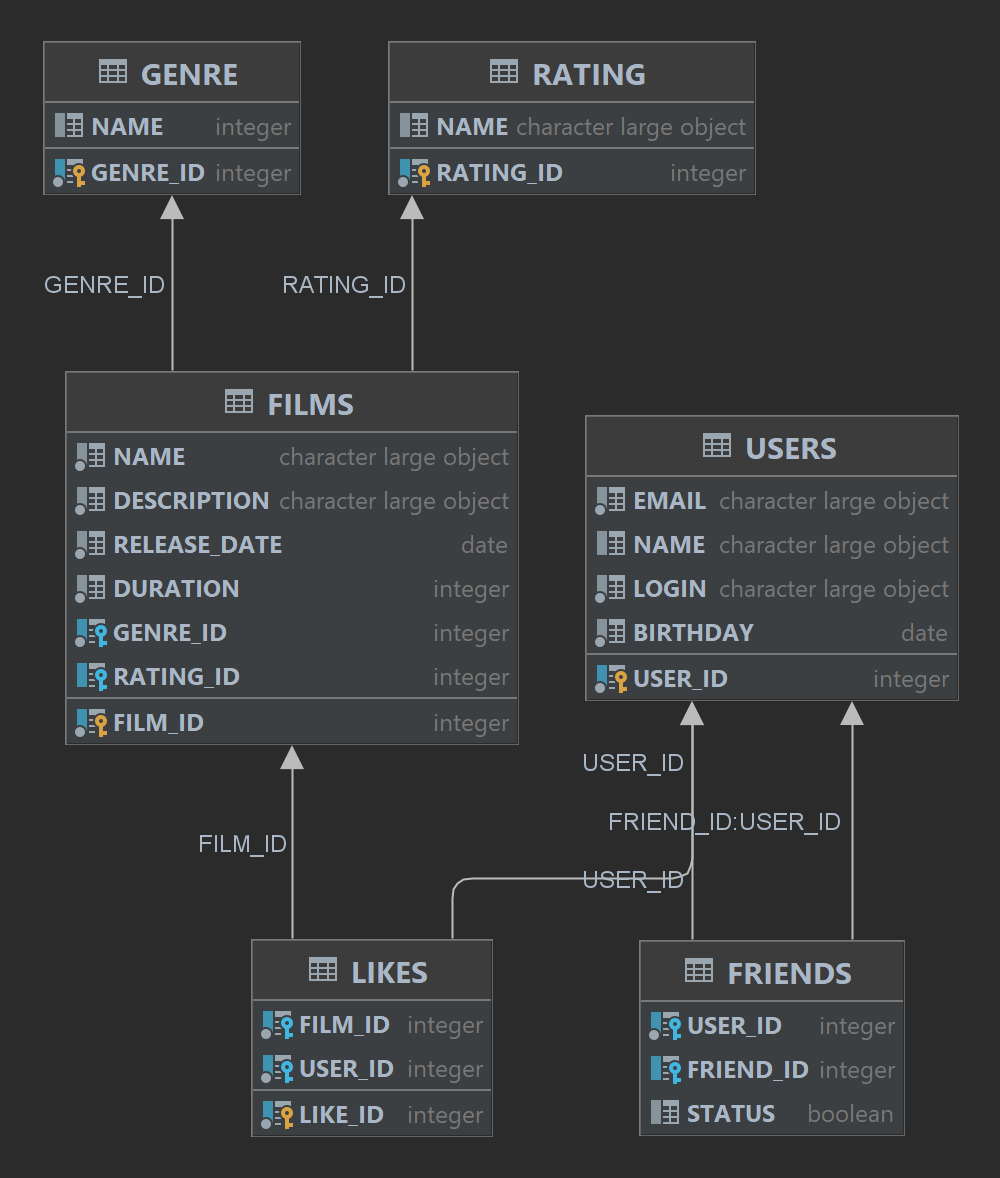 GENRE
NAME integer
GENRE_ID integer
RATING
NAME character large object
RATING_ID integer
GENRE_ID
RATING_ID
FILMS
NAME character large object
DESCRIPTION character large object
RELEASE_DATE date
DURATION integer
GENRE_ID integer
RATING_ID integer
FILM_ID integer
USERS
EMAIL character large object
NAME character large object
LOGIN character large object
BIRTHDAY date
USER_ID integer
FILM_ID
USER_ID
FRIEND_ID:USER_ID
USER_ID
LIKES
FILM_ID integer
USER_ID integer
LIKE_ID integer
FRIENDS
USER_ID integer
FRIEND_ID integer
STATUS boolean